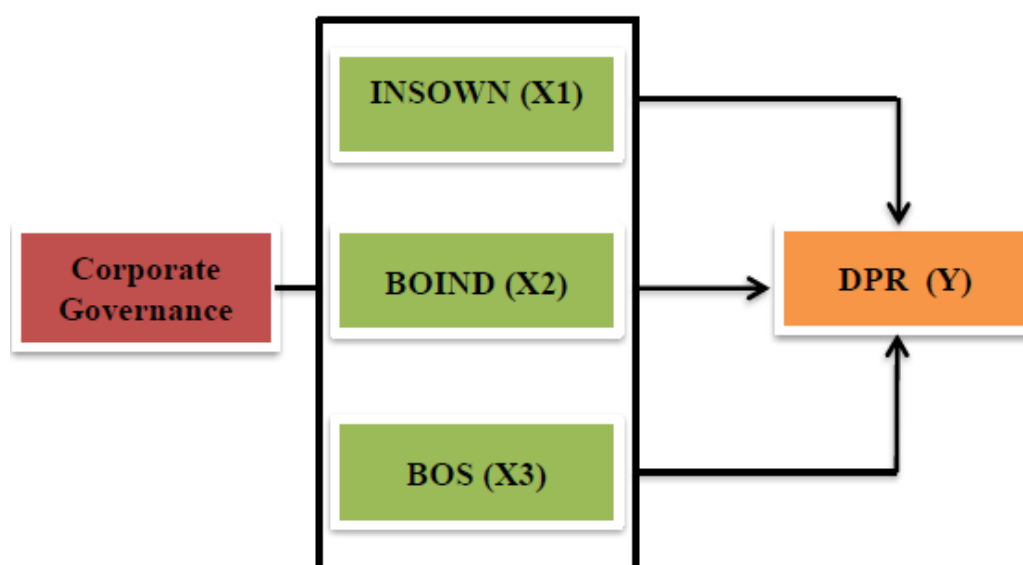 INSOWN (X1)
Corporate
Governance
BOIND (X2)
DPR (Y)
BOS (X3)